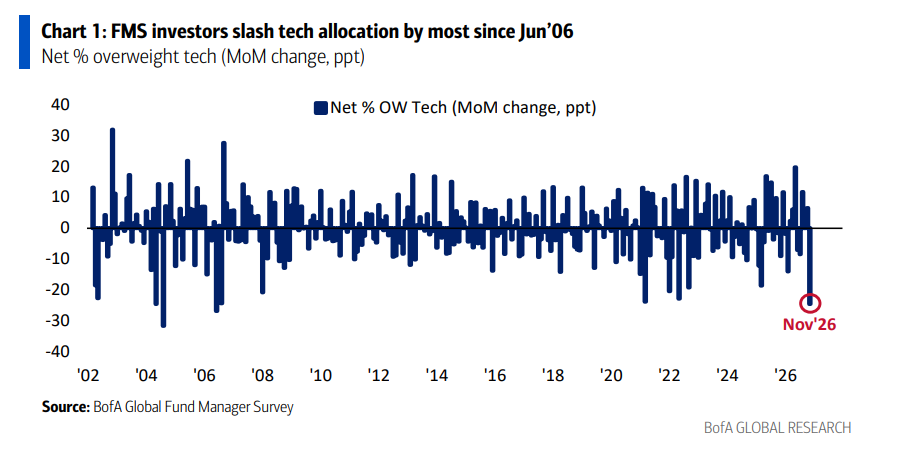 Chart 1: FMS investors slash tech allocation by most since Jun'06
Net % overweight tech (MoM change, ppt)
Net % OW Tech (MoM change, ppt)
40
30
20
10
0
-10
-20
-30
-40
Nov'26
'02 '04 '06 '08 '10 '12 '14 '16 '18 '20 '22 '24 '26
Source: BofA Global Fund Manager Survey
BofA GLOBAL RESEARCH